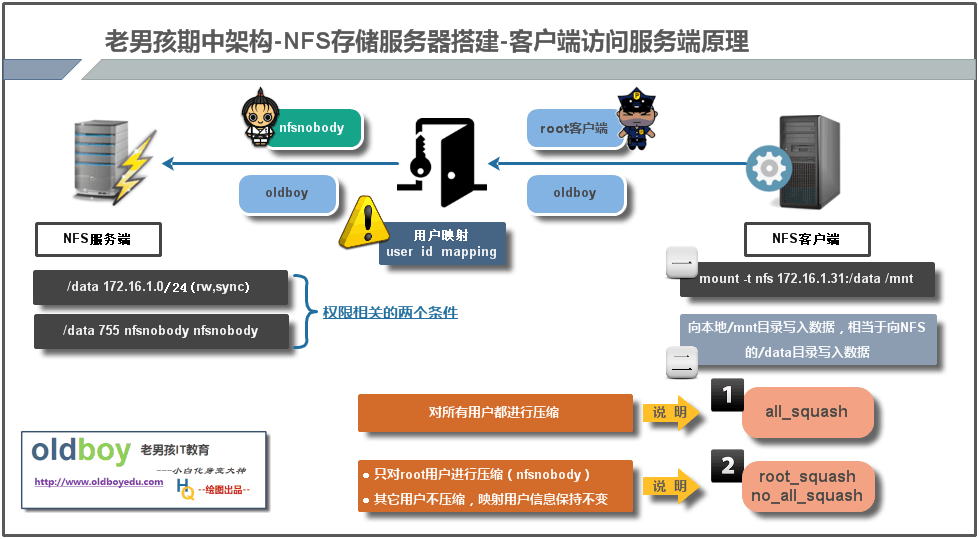 老男孩期中架构-NFS存储服务器搭建-客户端访问服务端原理
nfsnobody
root客户端
P
oldboy
oldboy
用户映射
user id mapping
NFS服务端
NFS客户端
/data 172.16.1.0/24(rw,sync)
/data 755 nfsnobody nfsnobody
权限相关的两个条件
一
mount -t nfs 172.16.1.31:/data /mnt
二
向本地/mnt目录写入数据，相当于向NFS
的/data目录写入数据
对所有用户都进行压缩
说 明
1
all_squash
• 只对root用户进行压缩（nfsnobody）
• 其它用户不压缩，映射用户信息保持不变
说 明
2
root_squash
no_all_squash
oldboy 老男孩IT教育
---小白化身变大神
http://www.oldboyedu.com
HQ --绘图出品--